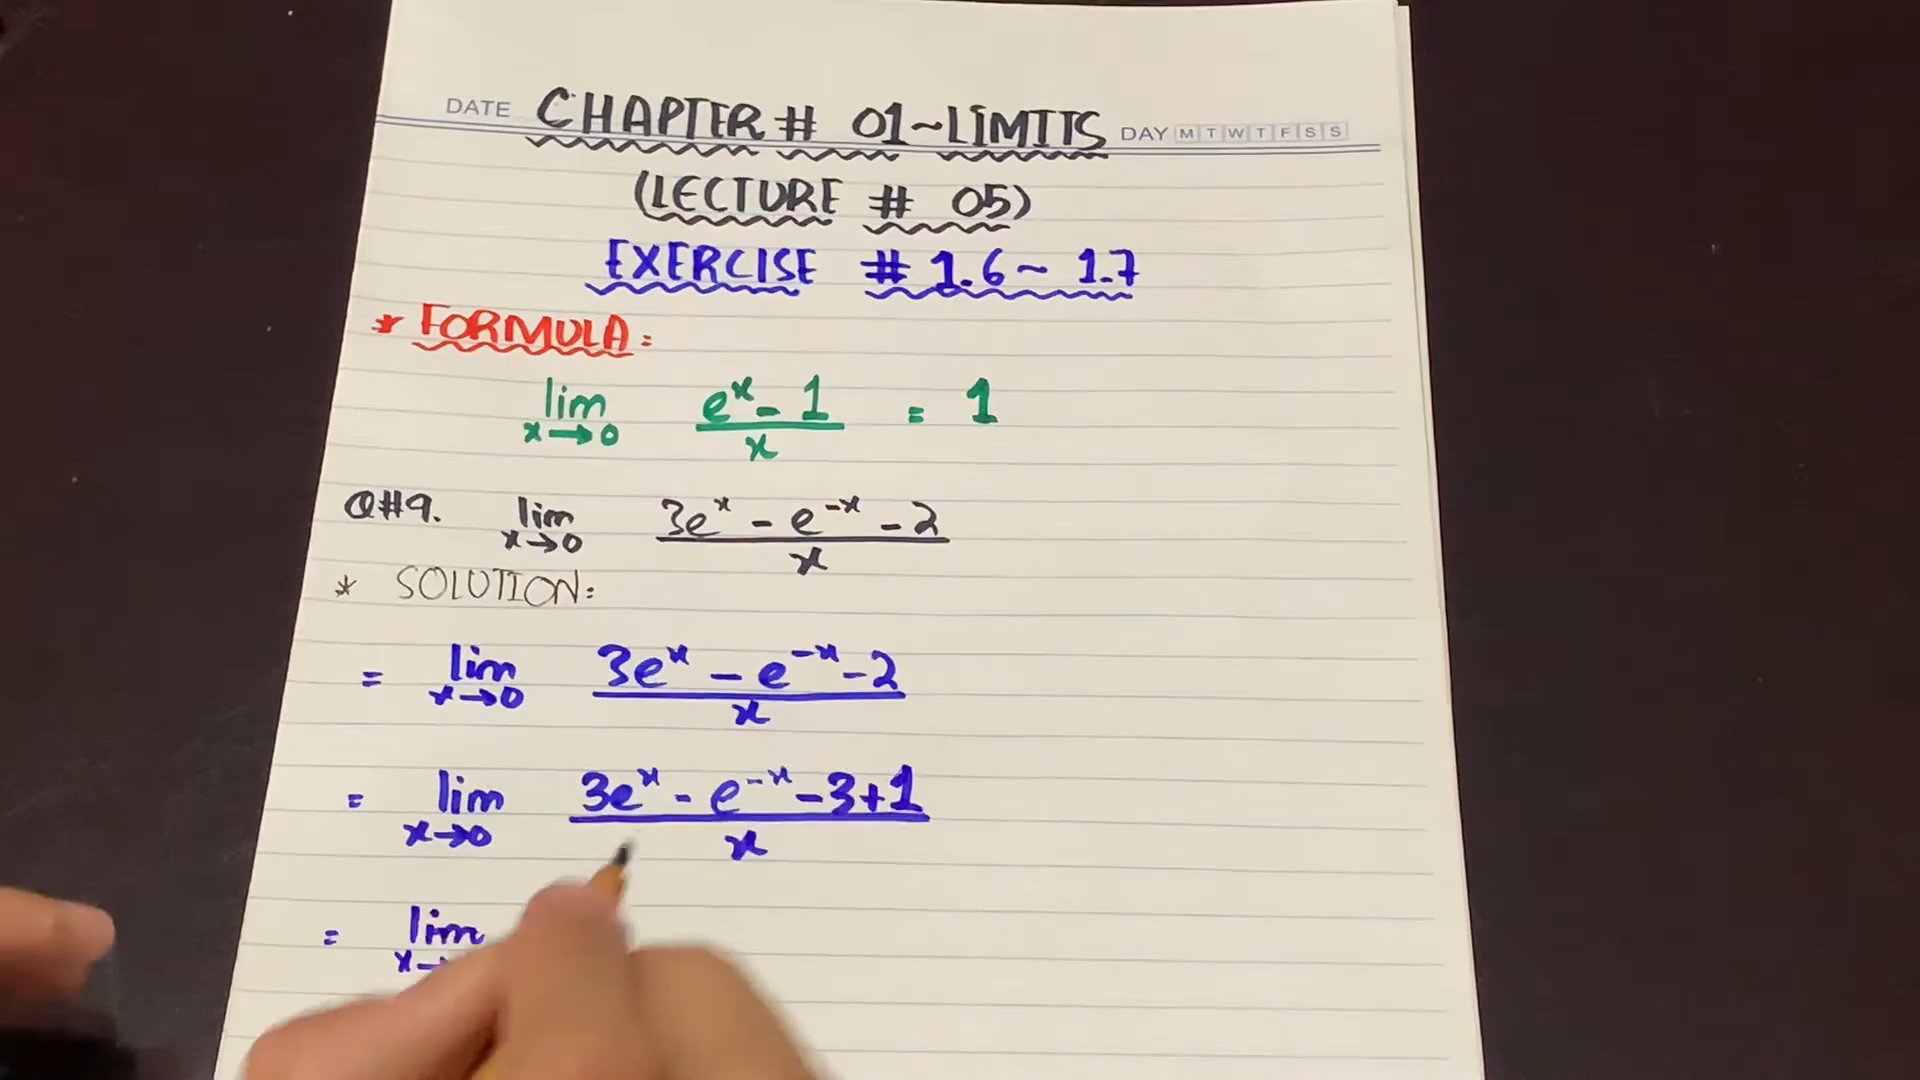 DATE CHAPTER # 01~LIMITS DAY M T W T F S S
(LECTURE # 05)
EXERCISE # 1.6 ~ 1.7
* FORMULA:
lim x→0 (e^x - 1)/x = 1
Q#9. lim x→0 (3e^x - e^-x - 2)/x
* SOLUTION:
= lim x→0 (3e^x - e^-x - 2)/x
= lim x→0 (3e^x - e^-x - 3 + 1)/x
= lim x→